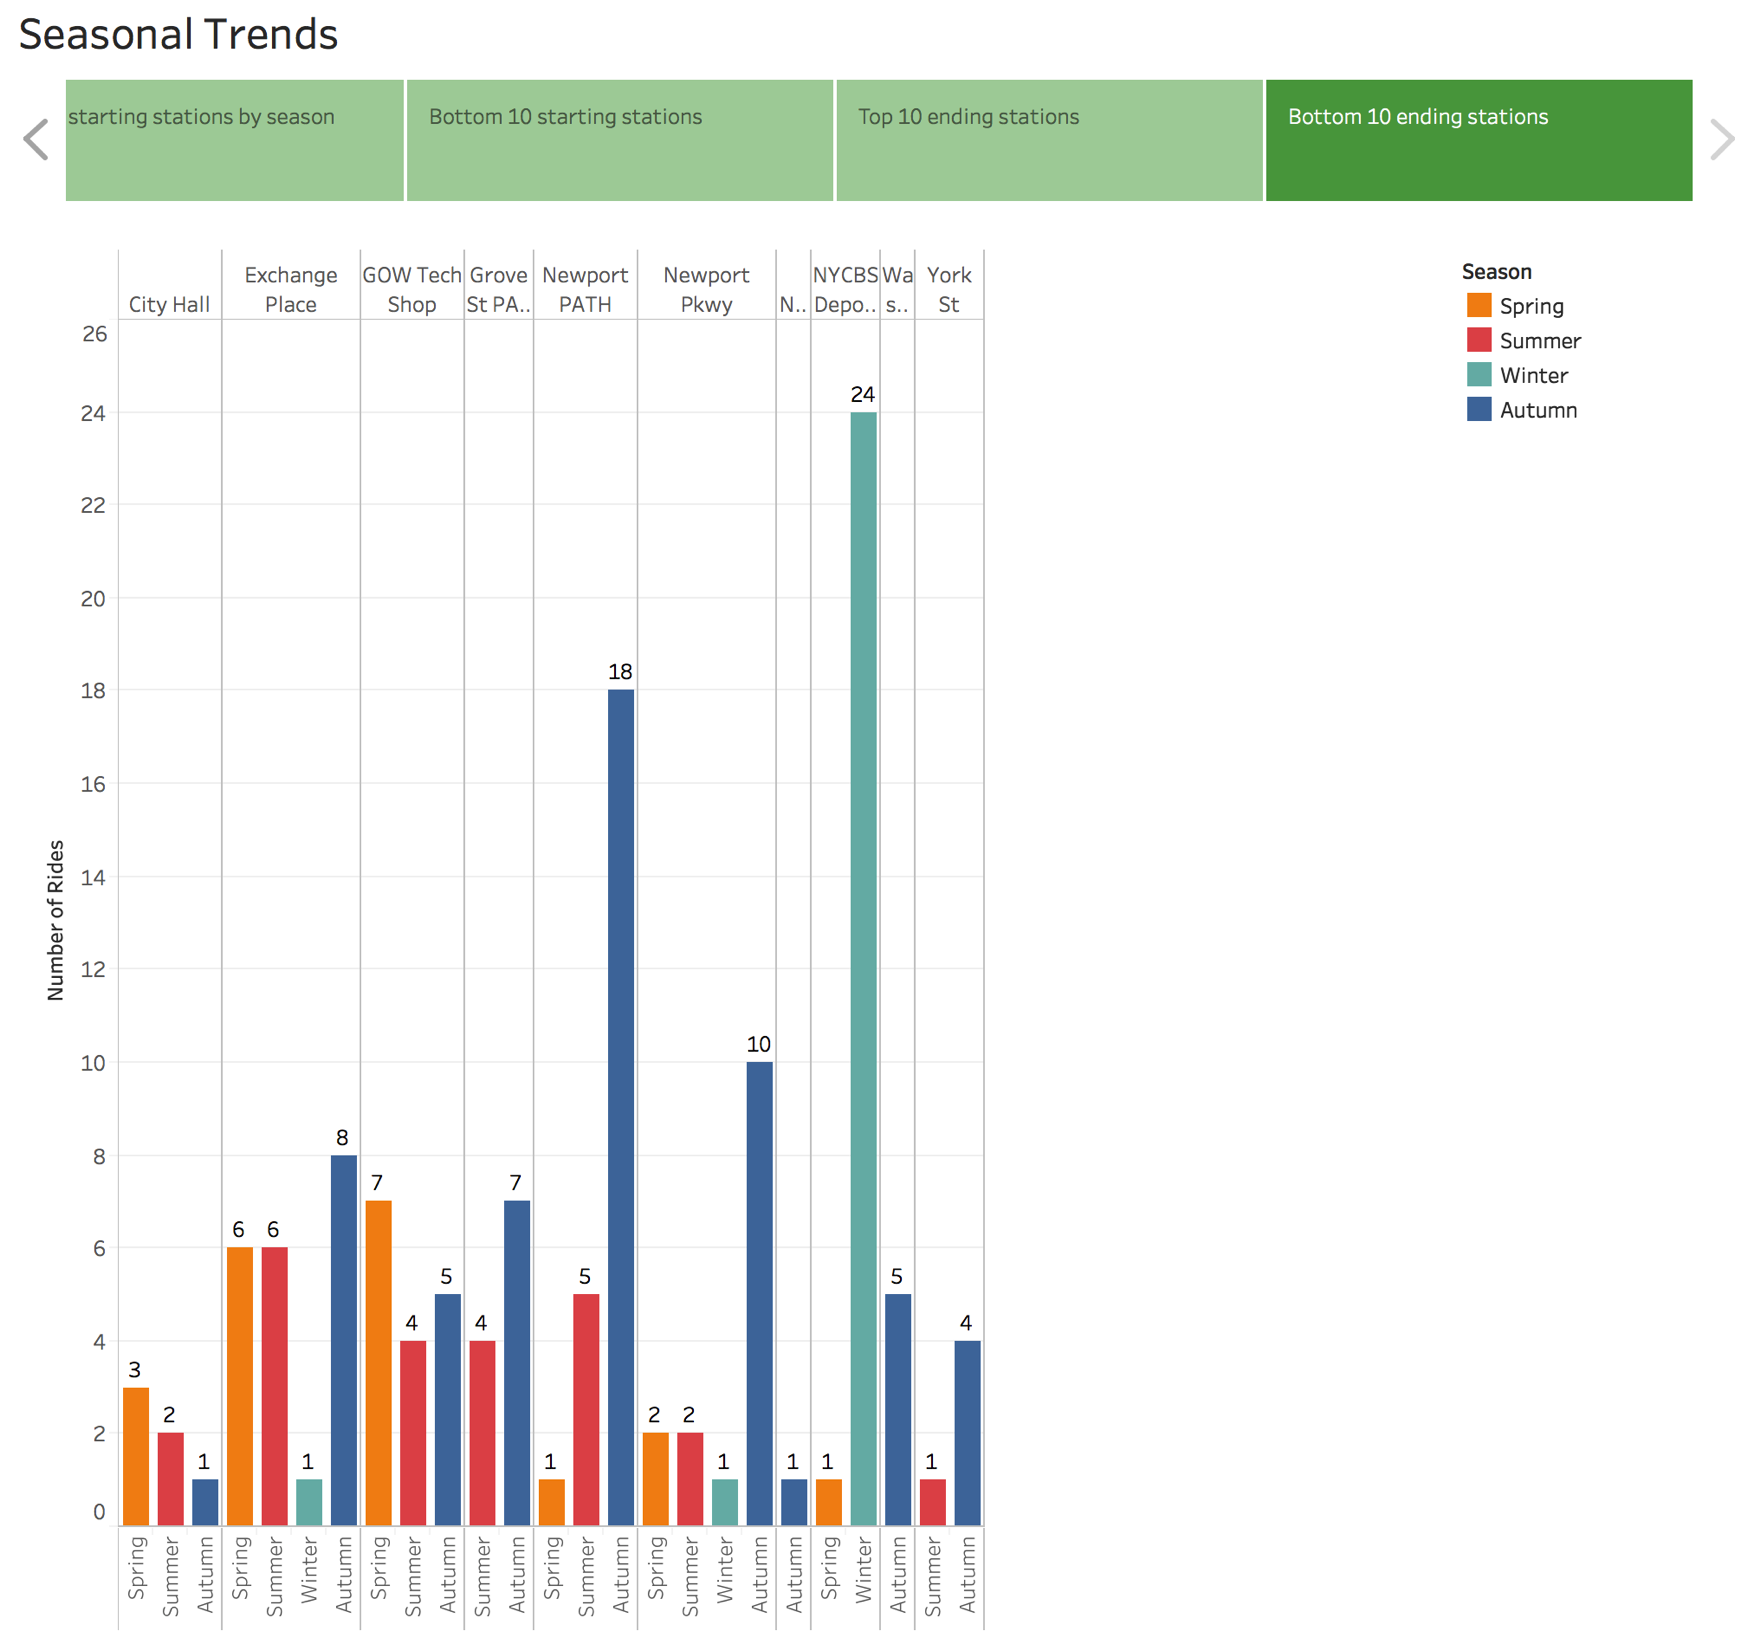 Seasonal Trends
starting stations by season
Bottom 10 starting stations
Top 10 ending stations
Bottom 10 ending stations
City Hall
Exchange
Place
GOW Tech
Shop
Grove
St PA..
Newport
PATH
Newport
Pkwy
N..
NYCBS
Depo..
Wa
s..
York
St
Season
Spring
Summer
Winter
Autumn
26
24
22
20
18
16
14
12
10
8
6
4
2
0
Number of Rides
3
2
1
6
6
1
8
7
4
5
4
7
1
5
18
2
2
1
10
1
1
24
5
1
4
Spring
Summer
Autumn
Spring
Summer
Winter
Autumn
Spring
Summer
Autumn
Summer
Autumn
Spring
Summer
Autumn
Spring
Summer
Winter
Autumn
Autumn
Spring
Winter
Autumn
Summer
Autumn